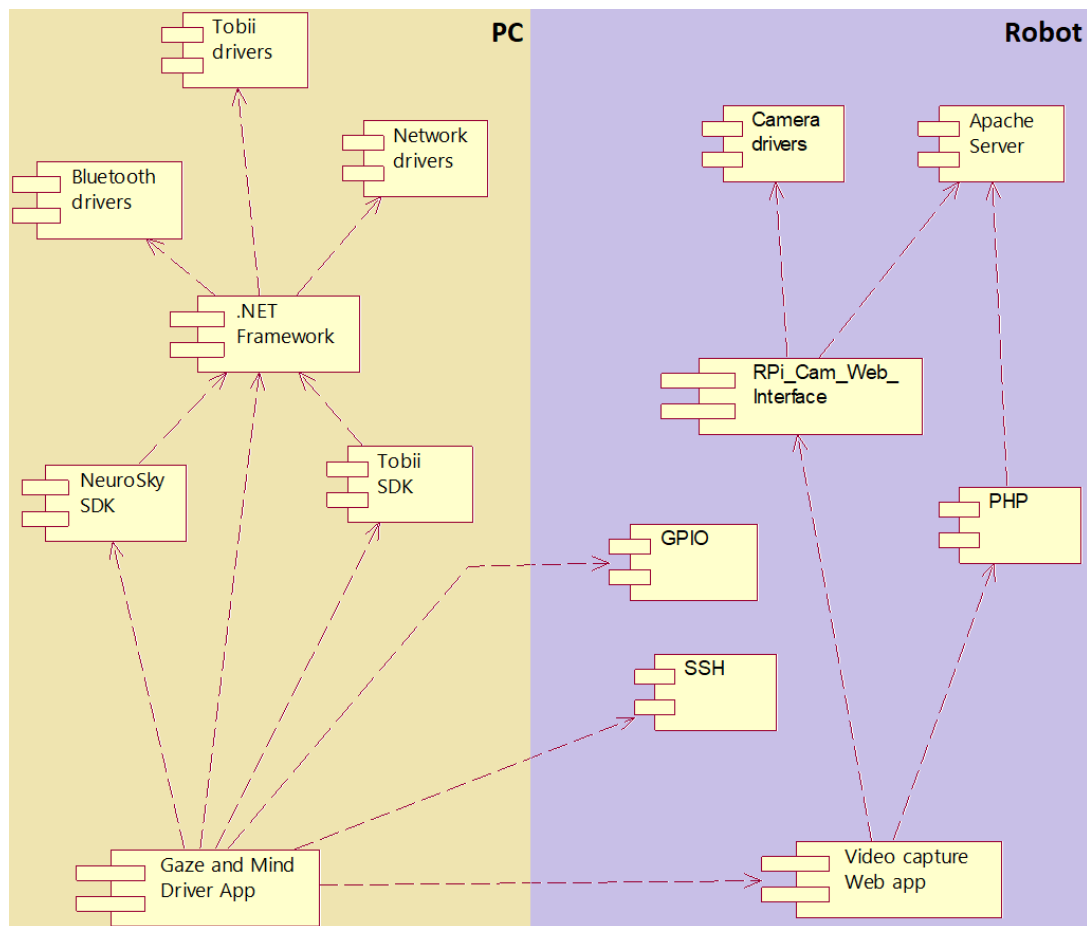 PC
Tobii
drivers
Network
drivers
Bluetooth
drivers
.NET
Framework
NeuroSky
SDK
Tobii
SDK
Gaze and Mind
Driver App
Robot
Camera
drivers
Apache
Server
RPi_Cam_Web_
Interface
PHP
GPIO
SSH
Video capture
Web app